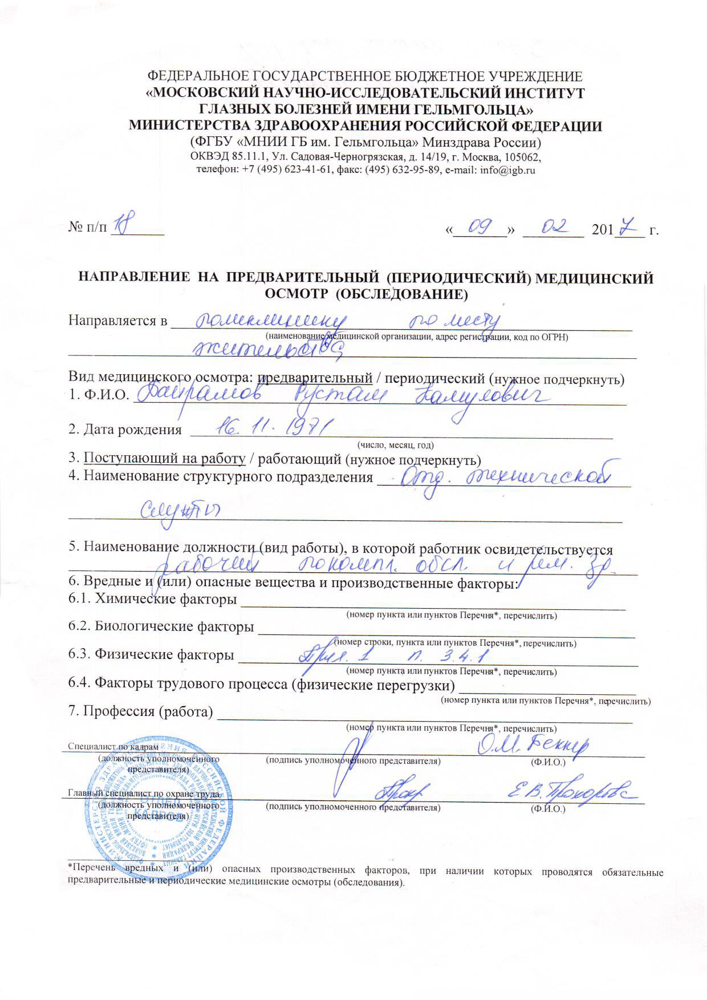 ФЕДЕРАЛЬНОЕ ГОСУДАРСТВЕННОЕ БЮДЖЕТНОЕ УЧРЕЖДЕНИЕ
«МОСКОВСКИЙ НАУЧНО-ИССЛЕДОВАТЕЛЬСКИЙ ИНСТИТУТ
ГЛАЗНЫХ БОЛЕЗНЕЙ ИМЕНИ ГЕЛЬМГОЛЬЦА»
МИНИСТЕРСТВА ЗДРАВООХРАНЕНИЯ РОССИЙСКОЙ ФЕДЕРАЦИИ
(ФГБУ «МНИИ ГБ им. Гельмгольца» Минздрава России)
ОКВЭД 85.11.1, Ул. Садовая-Черногрязская, д. 14/19, г. Москва, 105062,
телефон: +7 (495) 623-41-61, факс: (495) 632-95-89, e-mail: info@igb.ru
№ п/п 18 « 09 » 02 2017 г.
НАПРАВЛЕНИЕ НА ПРЕДВАРИТЕЛЬНЫЙ (ПЕРИОДИЧЕСКИЙ) МЕДИЦИНСКИЙ
ОСМОТР (ОБСЛЕДОВАНИЕ)
Направляется в поликлинику по месту
(наименование медицинской организации, адрес регистрации, код по ОГРН)
жительства
Вид медицинского осмотра: предварительный / периодический (нужное подчеркнуть)
1. Ф.И.О. Байрамов Рустам Камилович
2. Дата рождения 16.11.1971
(число, месяц, год)
3. Поступающий на работу / работающий (нужное подчеркнуть)
4. Наименование структурного подразделения Отд. технической
службы
5. Наименование должности (вид работы), в которой работник освидетельствуется
рабочий по компл. обсл. и рем. зд.
6. Вредные и (или) опасные вещества и производственные факторы:
6.1. Химические факторы
(номер пункта или пунктов Перечня*, перечислить)
6.2. Биологические факторы
(номер строки, пункта или пунктов Перечня*, перечислить)
6.3. Физические факторы Прил. 1 п. 3.4.1
(номер пункта или пунктов Перечня*, перечислить)
6.4. Факторы трудового процесса (физические перегрузки)
(номер пункта или пунктов Перечня*, перечислить)
7. Профессия (работа)
(номер пункта или пунктов Перечня*, перечислить)
Специалист по кадрам О.М. Беккер
(должность уполномоченного (подпись уполномоченного представителя) (Ф.И.О.)
представителя)
Главный специалист по охране труда Е.В. Прохорова
(должность уполномоченного (подпись уполномоченного представителя) (Ф.И.О.)
представителя)
ОТДЕЛ
КАДРОВ
*Перечень вредных и (или) опасных производственных факторов, при наличии которых проводятся обязательные
предварительные и периодические медицинские осмотры (обследования).